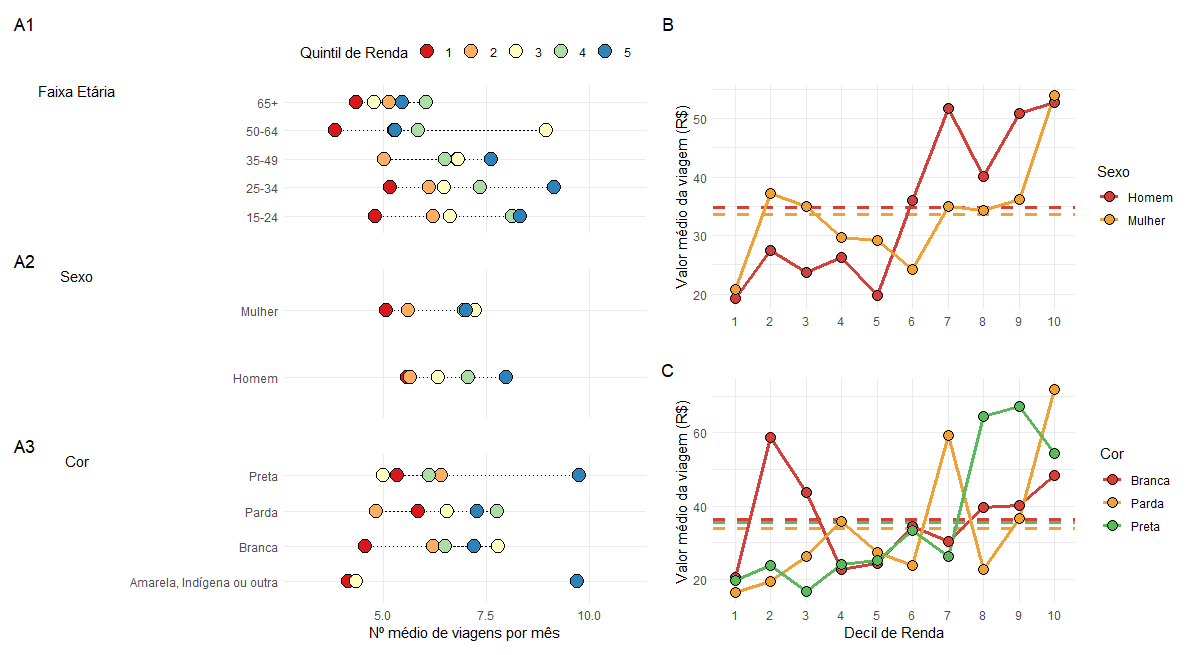 A1
Quintil de Renda 1 2 3 4 5
Faixa Etária
65+
50-64
35-49
25-34
15-24
A2
Sexo
Mulher
Homem
A3
Cor
Preta
Parda
Branca
Amarela, Indígena ou outra
5.0 7.5 10.0
Nº médio de viagens por mês
B
Valor médio da viagem (R$)
50
40
30
20
1 2 3 4 5 6 7 8 9 10
Sexo
Homem
Mulher
C
Valor médio da viagem (R$)
60
40
20
1 2 3 4 5 6 7 8 9 10
Decil de Renda
Cor
Branca
Parda
Preta